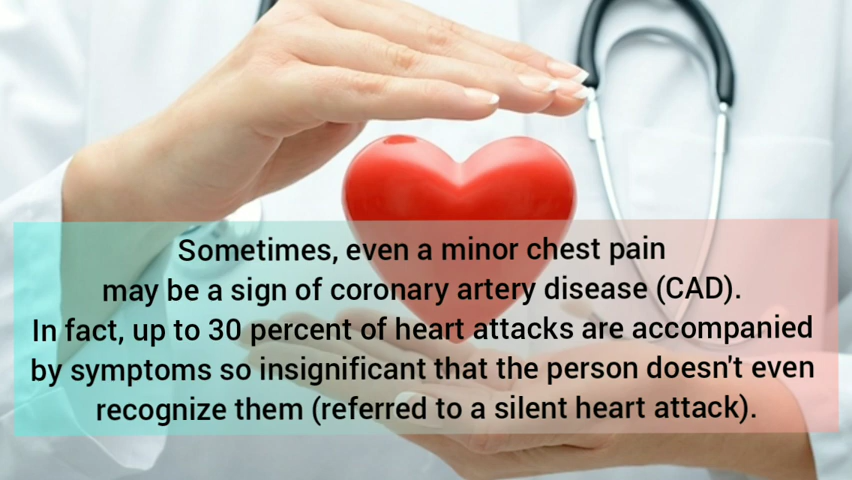 Sometimes, even a minor chest pain
may be a sign of coronary artery disease (CAD).
In fact, up to 30 percent of heart attacks are accompanied
by symptoms so insignificant that the person doesn't even
recognize them (referred to a silent heart attack).